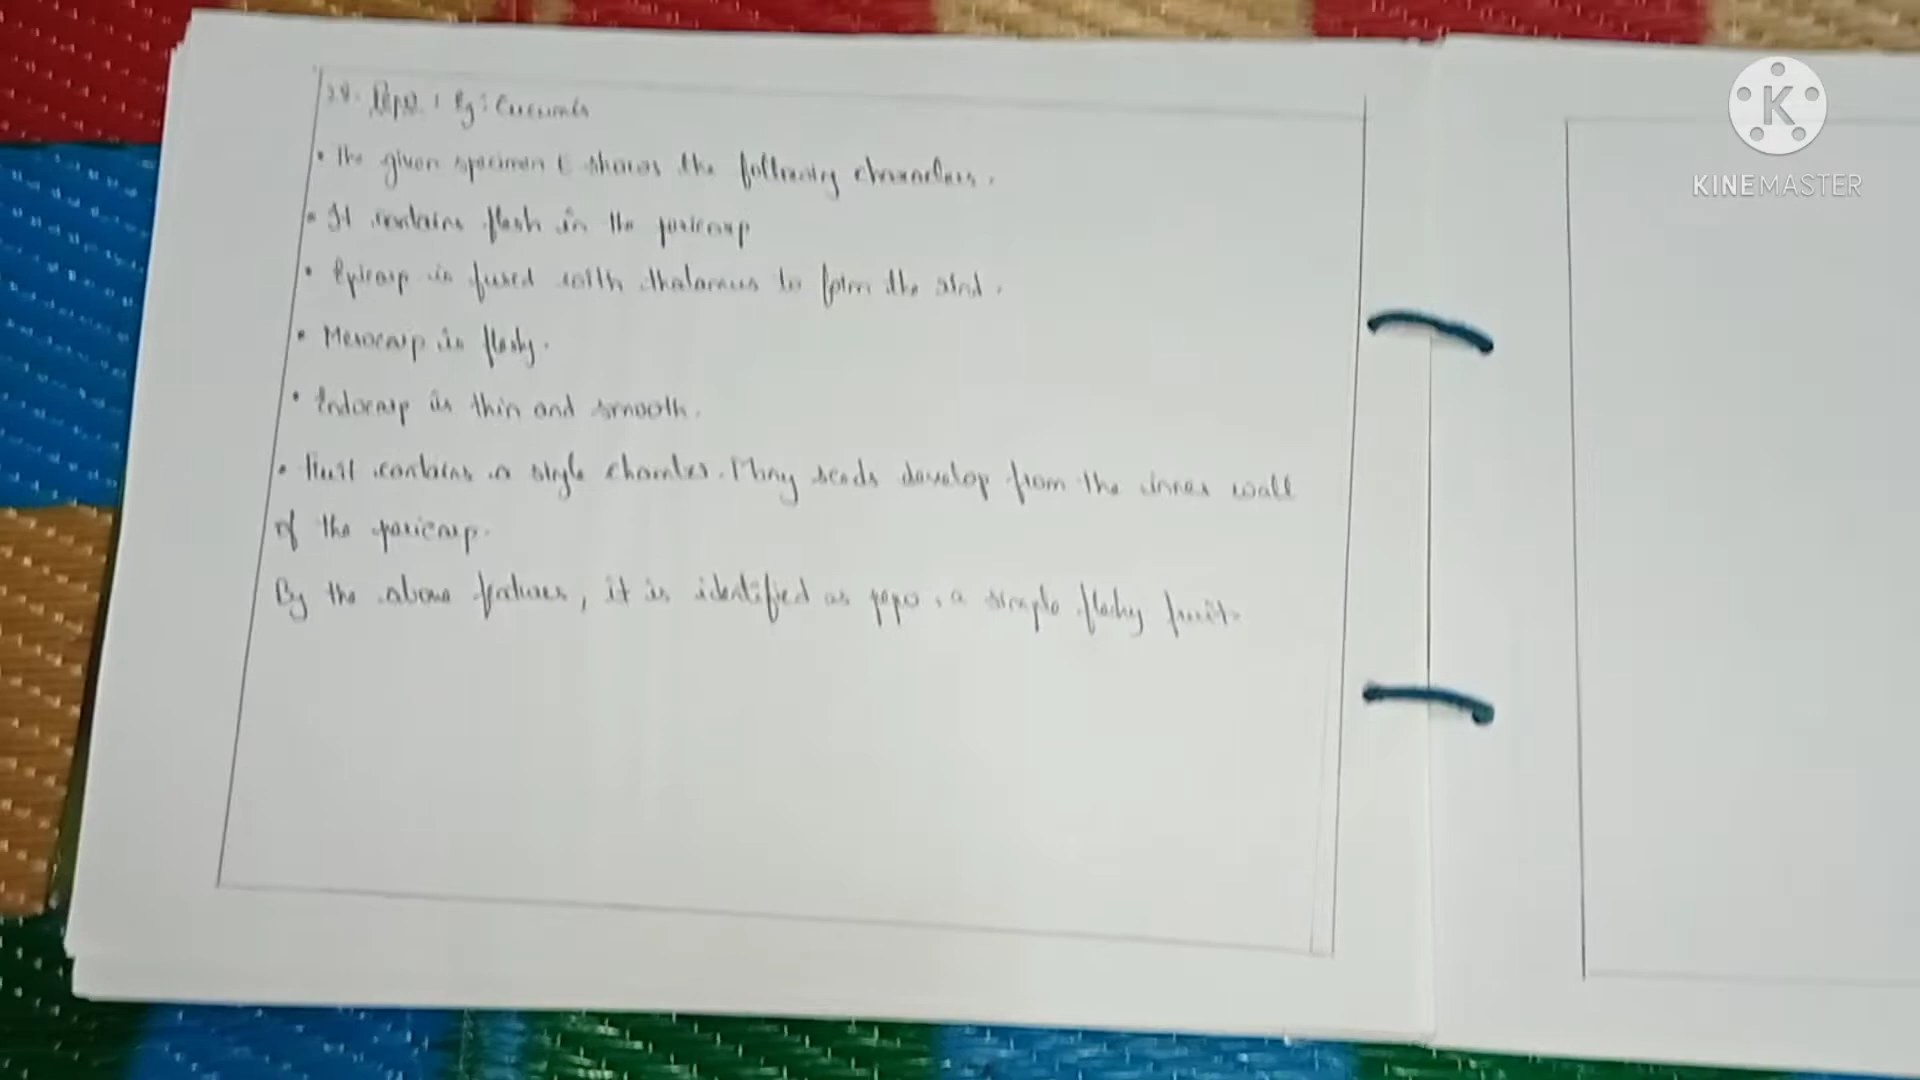 Pepo : Eg: Cucumis
• The given specimen E shows the following characters.
• It contains flesh in the pericarp
• Epicarp is fused with thalamus to form the
• Mesocarp is fleshy.
• Endocarp is thin and smooth.
• Fruit contains a single chamber. Many seeds develop from the inner wall
of the pericarp.
By the above features, it is identified as pepo, a simple fleshy fruit.
KINEMASTER